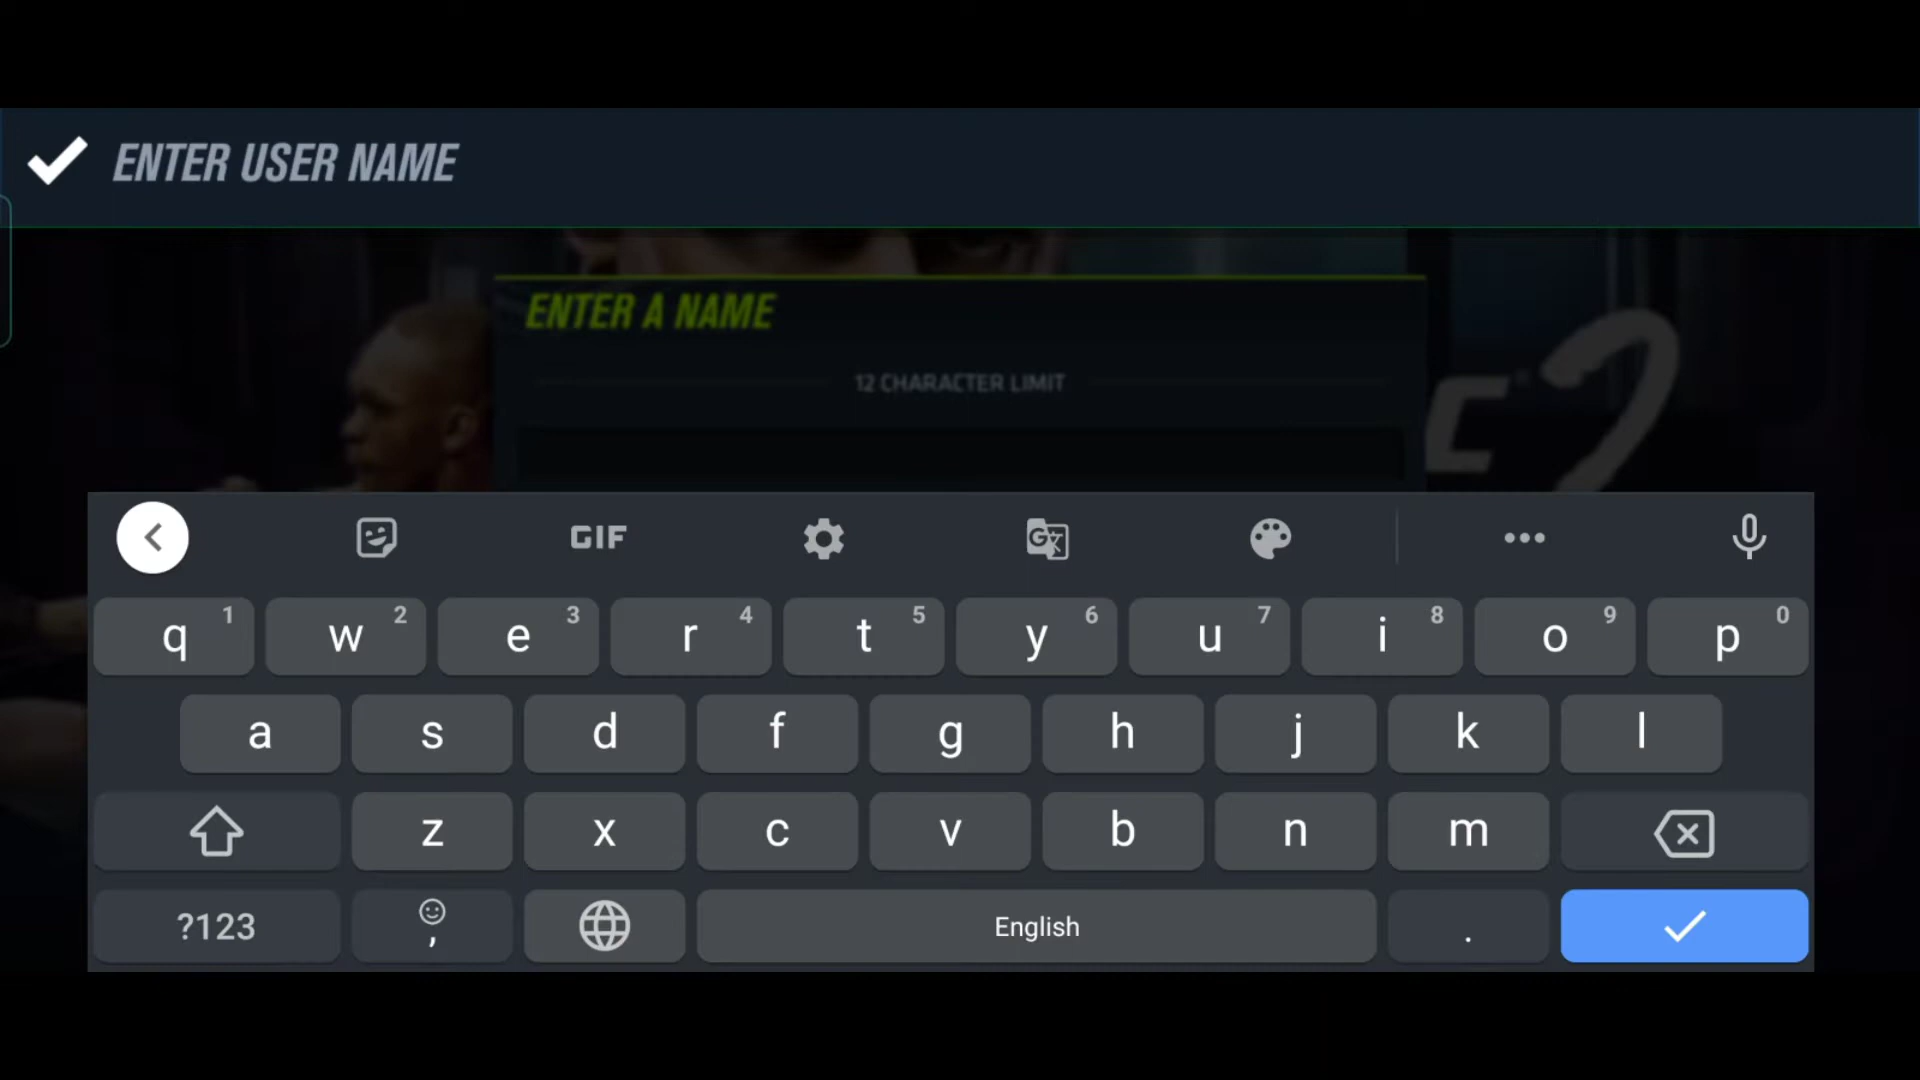 ENTER USER NAME
ENTER A NAME
12 CHARACTER LIMIT
C 2
GIF
G
q 1 w 2 e 3 r 4 t 5 y 6 u 7 i 8 o 9 p 0
a s d f g h j k l
z x c v b n m
?123 , English .